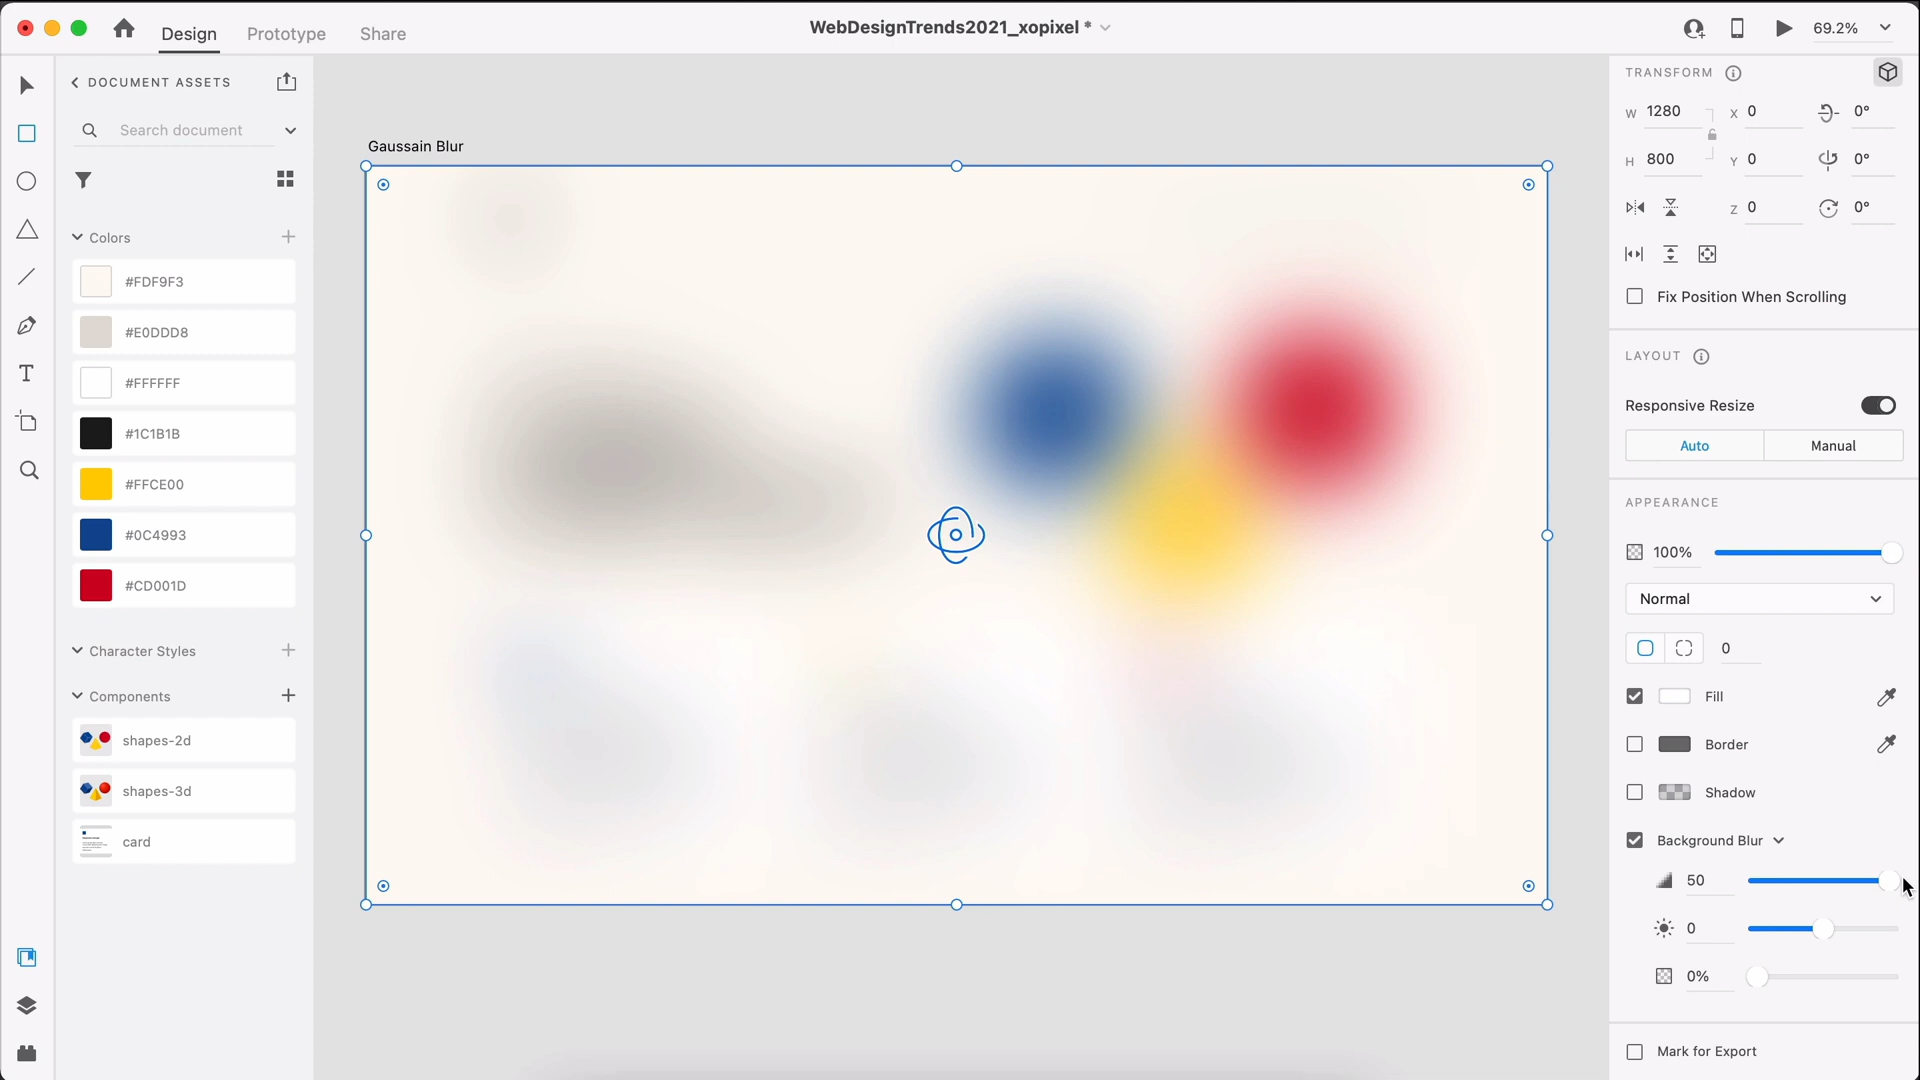 WebDesignTrends2021_xopixel *
Design
Prototype
Share
69.2%
DOCUMENT ASSETS
Search document
Colors
#FDF9F3
#E0DDD8
#FFFFFF
#1C1B1B
#FFCE00
#0C4993
#CD001D
Character Styles
Components
shapes-2d
shapes-3d
card
Gaussain Blur
TRANSFORM
W 1280 X 0 0°
H 800 Y 0 0°
Z 0 0°
Fix Position When Scrolling
LAYOUT
Responsive Resize
Auto Manual
APPEARANCE
100%
Normal
0
Fill
Border
Shadow
Background Blur
50
0
0%
Mark for Export